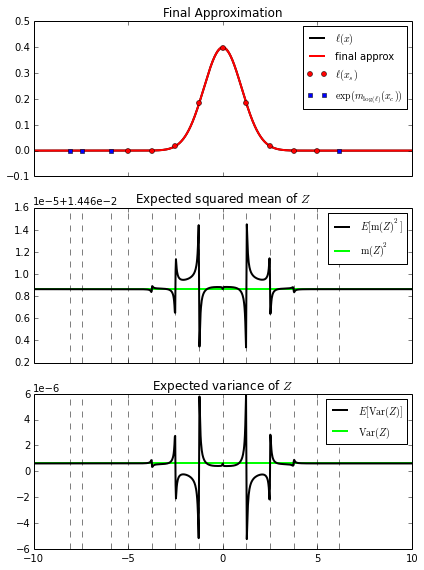 Final Approximation
0.5
0.4
0.3
0.2
0.1
0.0
−0.1
ℓ(x)
final approx
ℓ(x_s)
exp(m_log(ℓ)(x_c))
1e-5+1.446e-2
Expected squared mean of Z
1.6
1.4
1.2
1.0
0.8
0.6
0.4
0.2
E[m(Z)²]
m(Z)²
1e-6
Expected variance of Z
6
4
2
0
−2
−4
−6
E[Var(Z)]
Var(Z)
−10 −5 0 5 10